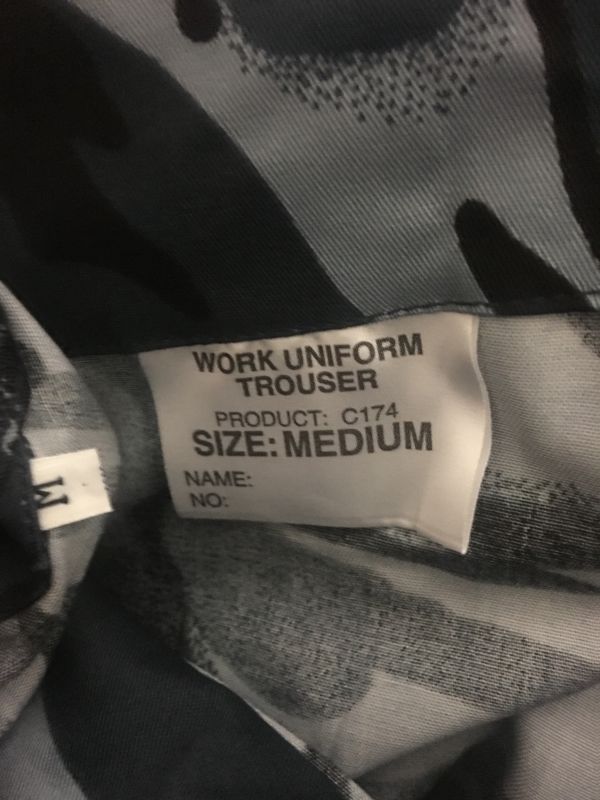 WORK UNIFORM
TROUSER
PRODUCT: C174
SIZE: MEDIUM
NAME:
NO:
M